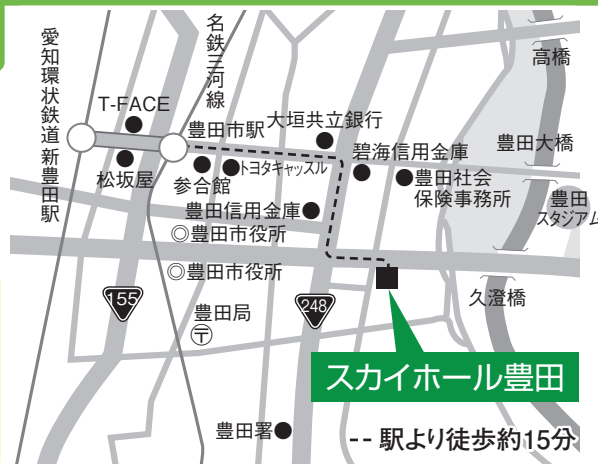 愛知環状鉄道 新豊田駅
名鉄三河線
高橋
T-FACE
豊田市駅
大垣共立銀行
豊田大橋
碧海信用金庫
松坂屋
参合館
トヨタキャッスル
豊田社会
保険事務所
豊田
スタジアム
豊田信用金庫
◎豊田市役所
◎豊田市役所
久澄橋
155
248
豊田局
〒
スカイホール豊田
豊田署
-- 駅より徒歩約15分